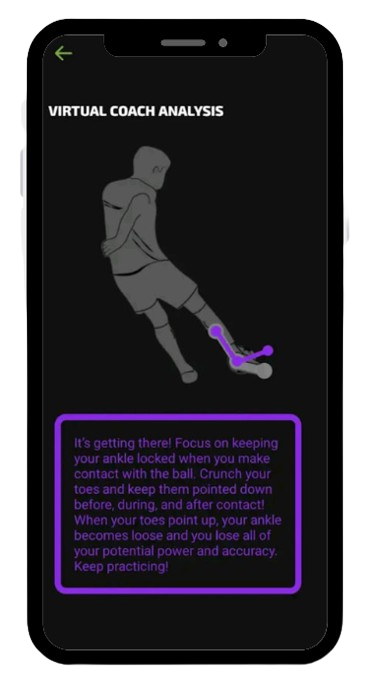 VIRTUAL COACH ANALYSIS
It's getting there! Focus on keeping
your ankle locked when you make
contact with the ball. Crunch your
toes and keep them pointed down
before, during, and after contact!
When your toes point up, your ankle
becomes loose and you lose all of
your potential power and accuracy.
Keep practicing!